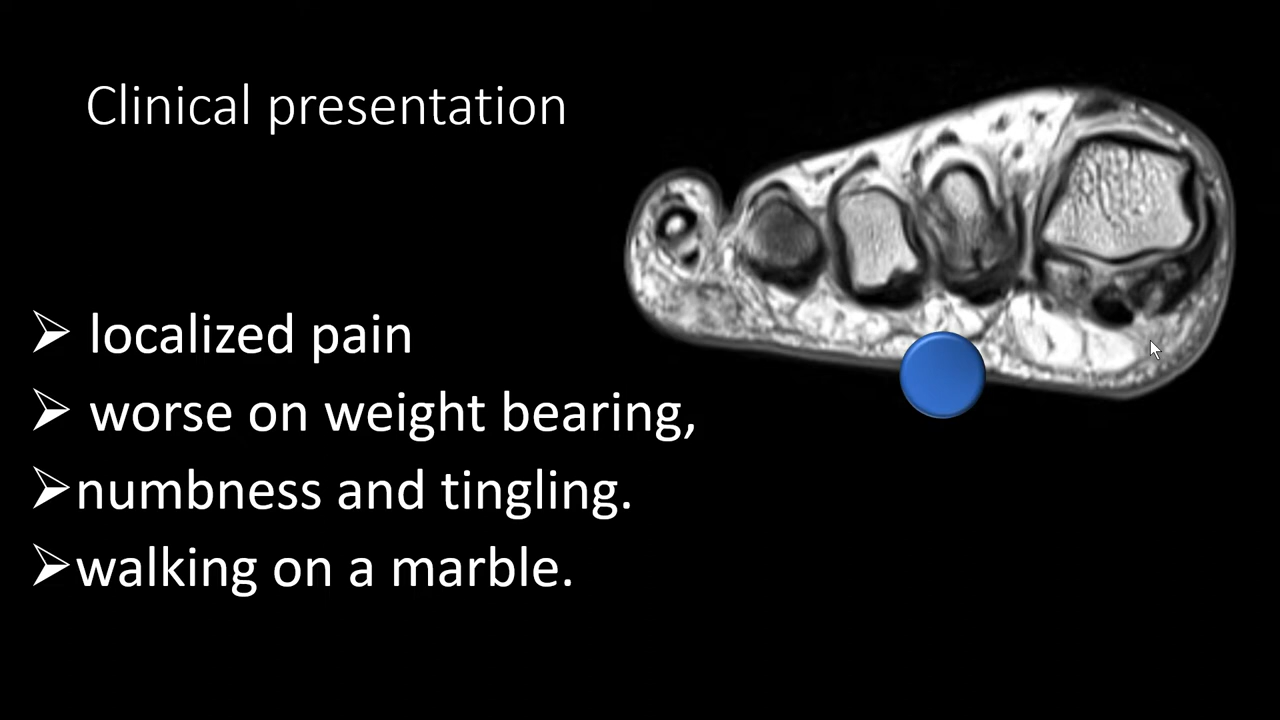 Clinical presentation
➢ localized pain
➢ worse on weight bearing,
➢numbness and tingling.
➢walking on a marble.